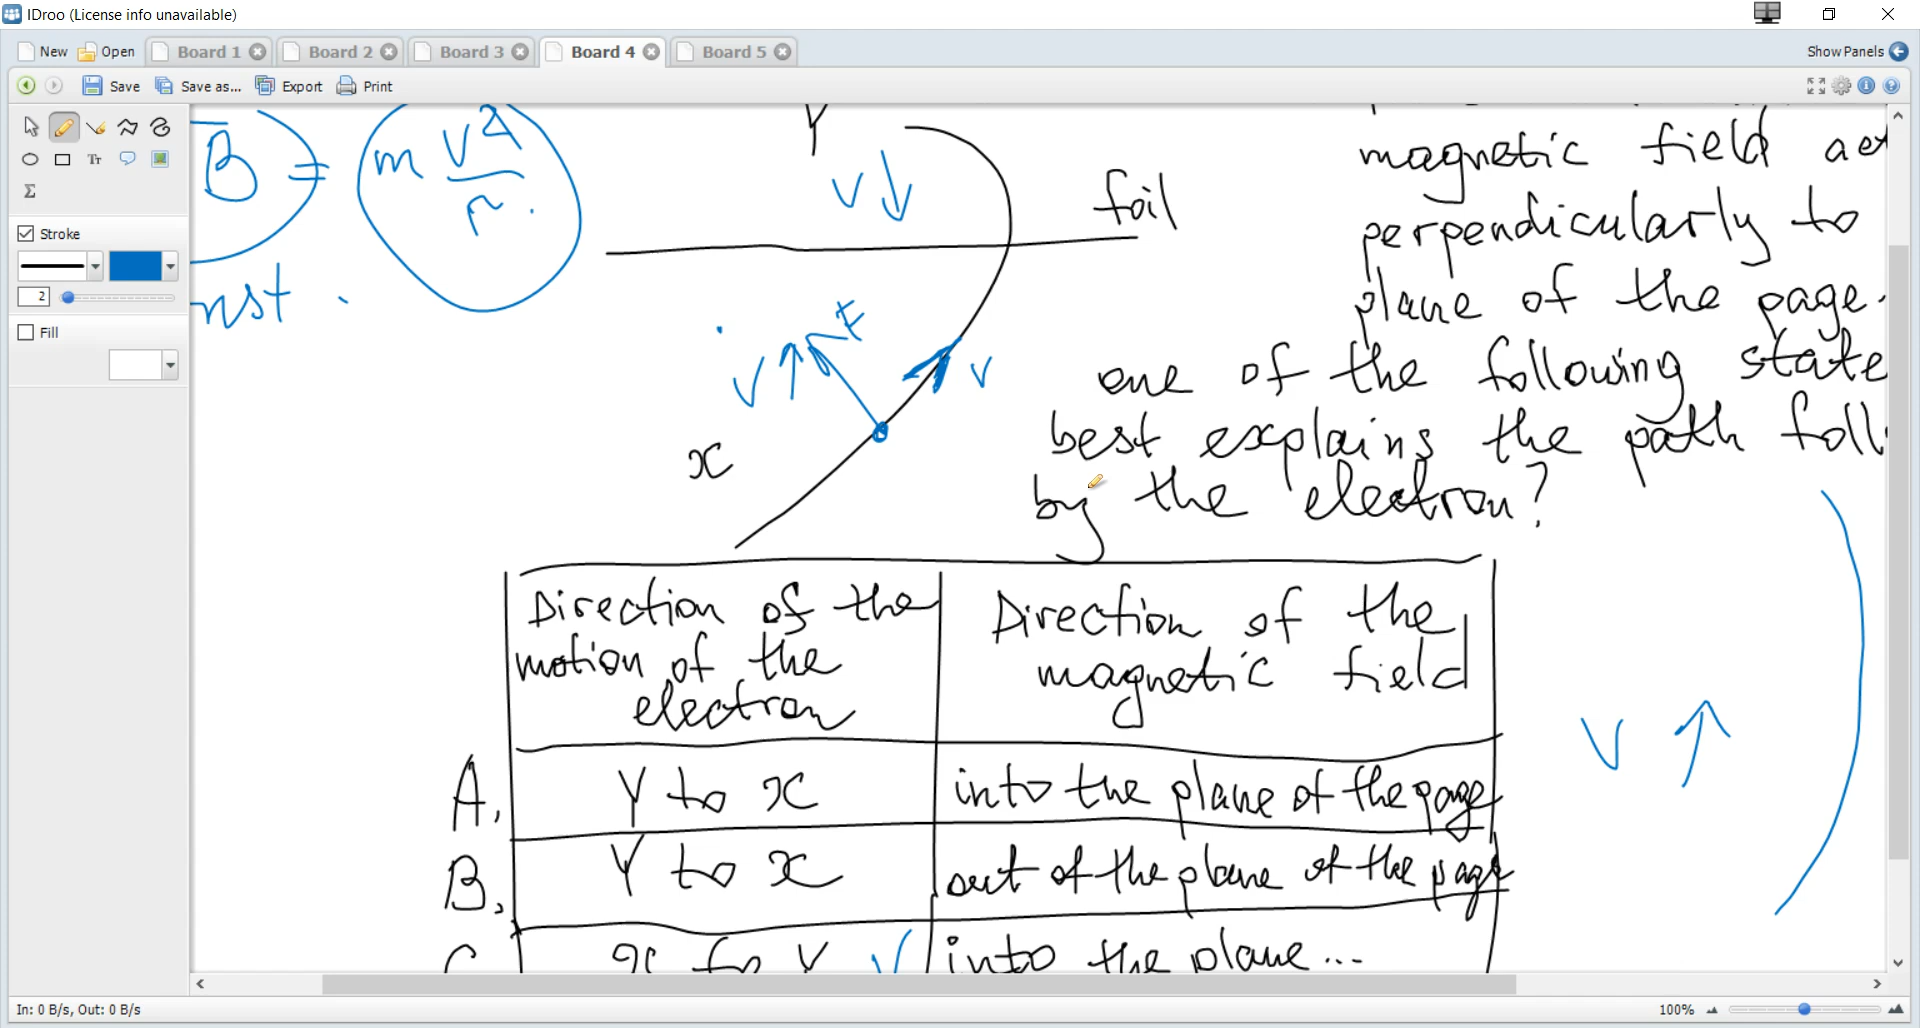 IDroo (License info unavailable)
New Open Board 1 Board 2 Board 3 Board 4 Board 5 Show Panels
Save Save as... Export Print
Tt
Σ
Stroke
2
Fill
B = m v² / r .
nst .
Y
v ↓
foil
v ↑
v
x
magnetic field act
perpendicularly to
plane of the page.
one of the following state
best explains the path foll
by the electron?
Direction of the motion of the electron
Direction of the magnetic field
A, Y to x into the plane of the page
B, Y to x out of the plane of the page
C x to Y √ into the plane...
V ↑
In: 0 B/s, Out: 0 B/s
100%